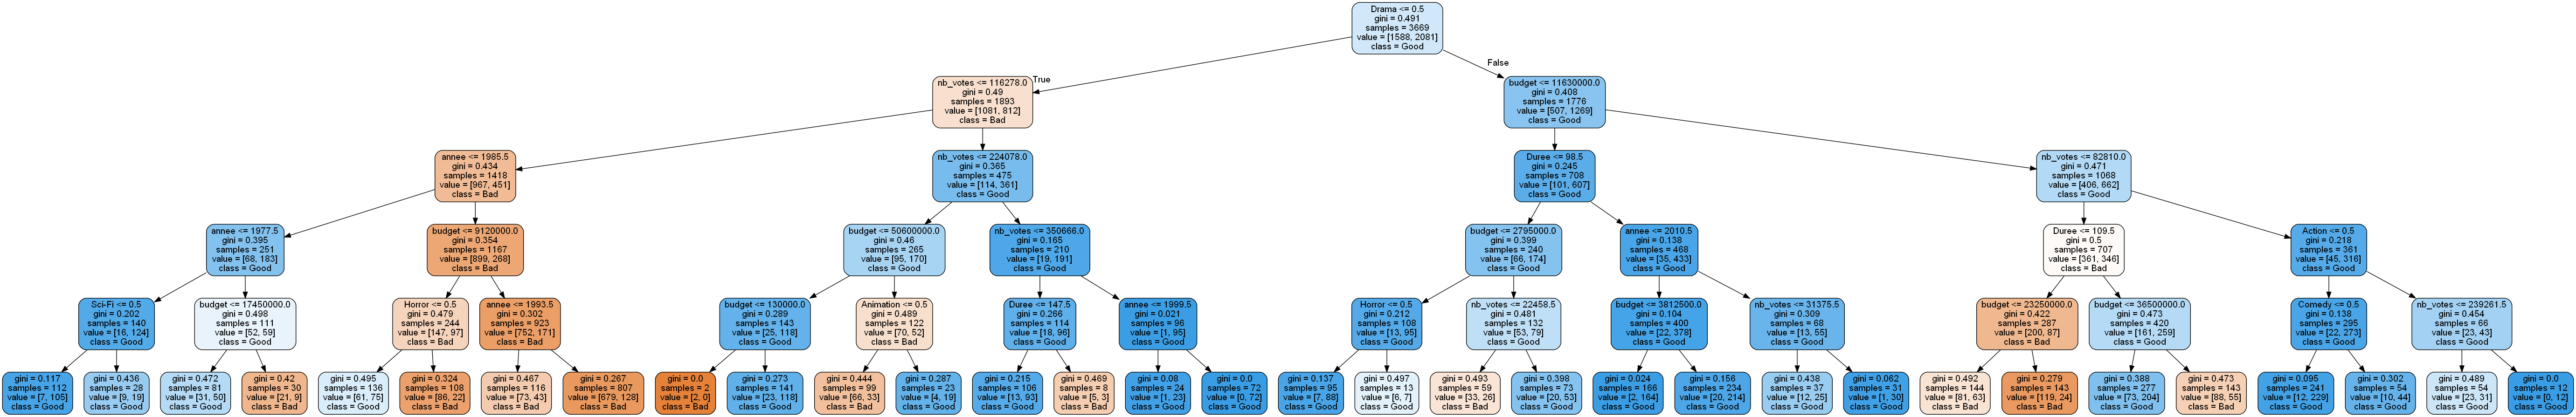 Drama <= 0.5
gini = 0.491
samples = 3669
value = [1588, 2081]
class = Good
True
False
nb_votes <= 116278.0
gini = 0.49
samples = 1893
value = [1081, 812]
class = Bad
budget <= 11630000.0
gini = 0.408
samples = 1776
value = [507, 1269]
class = Good
annee <= 1985.5
gini = 0.434
samples = 1418
value = [967, 451]
class = Bad
nb_votes <= 224078.0
gini = 0.365
samples = 475
value = [114, 361]
class = Good
Duree <= 98.5
gini = 0.245
samples = 708
value = [101, 607]
class = Good
nb_votes <= 82810.0
gini = 0.471
samples = 1068
value = [406, 662]
class = Good
annee <= 1977.5
gini = 0.395
samples = 251
value = [68, 183]
class = Good
budget <= 9120000.0
gini = 0.354
samples = 1167
value = [899, 268]
class = Bad
budget <= 50600000.0
gini = 0.46
samples = 265
value = [95, 170]
class = Good
nb_votes <= 350666.0
gini = 0.165
samples = 210
value = [19, 191]
class = Good
budget <= 2795000.0
gini = 0.399
samples = 240
value = [66, 174]
class = Good
annee <= 2010.5
gini = 0.138
samples = 468
value = [35, 433]
class = Good
Duree <= 109.5
gini = 0.5
samples = 707
value = [361, 346]
class = Bad
Action <= 0.5
gini = 0.218
samples = 361
value = [45, 316]
class = Good
Sci-Fi <= 0.5
gini = 0.202
samples = 140
value = [16, 124]
class = Good
budget <= 17450000.0
gini = 0.498
samples = 111
value = [52, 59]
class = Good
Horror <= 0.5
gini = 0.479
samples = 244
value = [147, 97]
class = Bad
annee <= 1993.5
gini = 0.302
samples = 923
value = [752, 171]
class = Bad
budget <= 130000.0
gini = 0.289
samples = 143
value = [25, 118]
class = Good
Animation <= 0.5
gini = 0.489
samples = 122
value = [70, 52]
class = Bad
Duree <= 147.5
gini = 0.266
samples = 114
value = [18, 96]
class = Good
annee <= 1999.5
gini = 0.021
samples = 96
value = [1, 95]
class = Good
Horror <= 0.5
gini = 0.212
samples = 108
value = [13, 95]
class = Good
nb_votes <= 22458.5
gini = 0.481
samples = 132
value = [53, 79]
class = Good
budget <= 3812500.0
gini = 0.104
samples = 400
value = [22, 378]
class = Good
nb_votes <= 31375.5
gini = 0.309
samples = 68
value = [13, 55]
class = Good
budget <= 23250000.0
gini = 0.422
samples = 287
value = [200, 87]
class = Bad
budget <= 36500000.0
gini = 0.473
samples = 420
value = [161, 259]
class = Good
Comedy <= 0.5
gini = 0.138
samples = 295
value = [22, 273]
class = Good
nb_votes <= 239261.5
gini = 0.454
samples = 66
value = [23, 43]
class = Good
gini = 0.117
samples = 112
value = [7, 105]
class = Good
gini = 0.436
samples = 28
value = [9, 19]
class = Good
gini = 0.472
samples = 81
value = [31, 50]
class = Good
gini = 0.42
samples = 30
value = [21, 9]
class = Bad
gini = 0.495
samples = 136
value = [61, 75]
class = Good
gini = 0.324
samples = 108
value = [86, 22]
class = Bad
gini = 0.467
samples = 116
value = [73, 43]
class = Bad
gini = 0.267
samples = 807
value = [679, 128]
class = Bad
gini = 0.0
samples = 2
value = [2, 0]
class = Bad
gini = 0.273
samples = 141
value = [23, 118]
class = Good
gini = 0.444
samples = 99
value = [66, 33]
class = Bad
gini = 0.287
samples = 23
value = [4, 19]
class = Good
gini = 0.215
samples = 106
value = [13, 93]
class = Good
gini = 0.469
samples = 8
value = [5, 3]
class = Bad
gini = 0.08
samples = 24
value = [1, 23]
class = Good
gini = 0.0
samples = 72
value = [0, 72]
class = Good
gini = 0.137
samples = 95
value = [7, 88]
class = Good
gini = 0.497
samples = 13
value = [6, 7]
class = Good
gini = 0.493
samples = 59
value = [33, 26]
class = Bad
gini = 0.398
samples = 73
value = [20, 53]
class = Good
gini = 0.024
samples = 166
value = [2, 164]
class = Good
gini = 0.156
samples = 234
value = [20, 214]
class = Good
gini = 0.438
samples = 37
value = [12, 25]
class = Good
gini = 0.062
samples = 31
value = [1, 30]
class = Good
gini = 0.492
samples = 144
value = [81, 63]
class = Bad
gini = 0.279
samples = 143
value = [119, 24]
class = Bad
gini = 0.388
samples = 277
value = [73, 204]
class = Good
gini = 0.473
samples = 143
value = [88, 55]
class = Bad
gini = 0.095
samples = 241
value = [12, 229]
class = Good
gini = 0.302
samples = 54
value = [10, 44]
class = Good
gini = 0.489
samples = 54
value = [23, 31]
class = Good
gini = 0.0
samples = 12
value = [0, 12]
class = Good